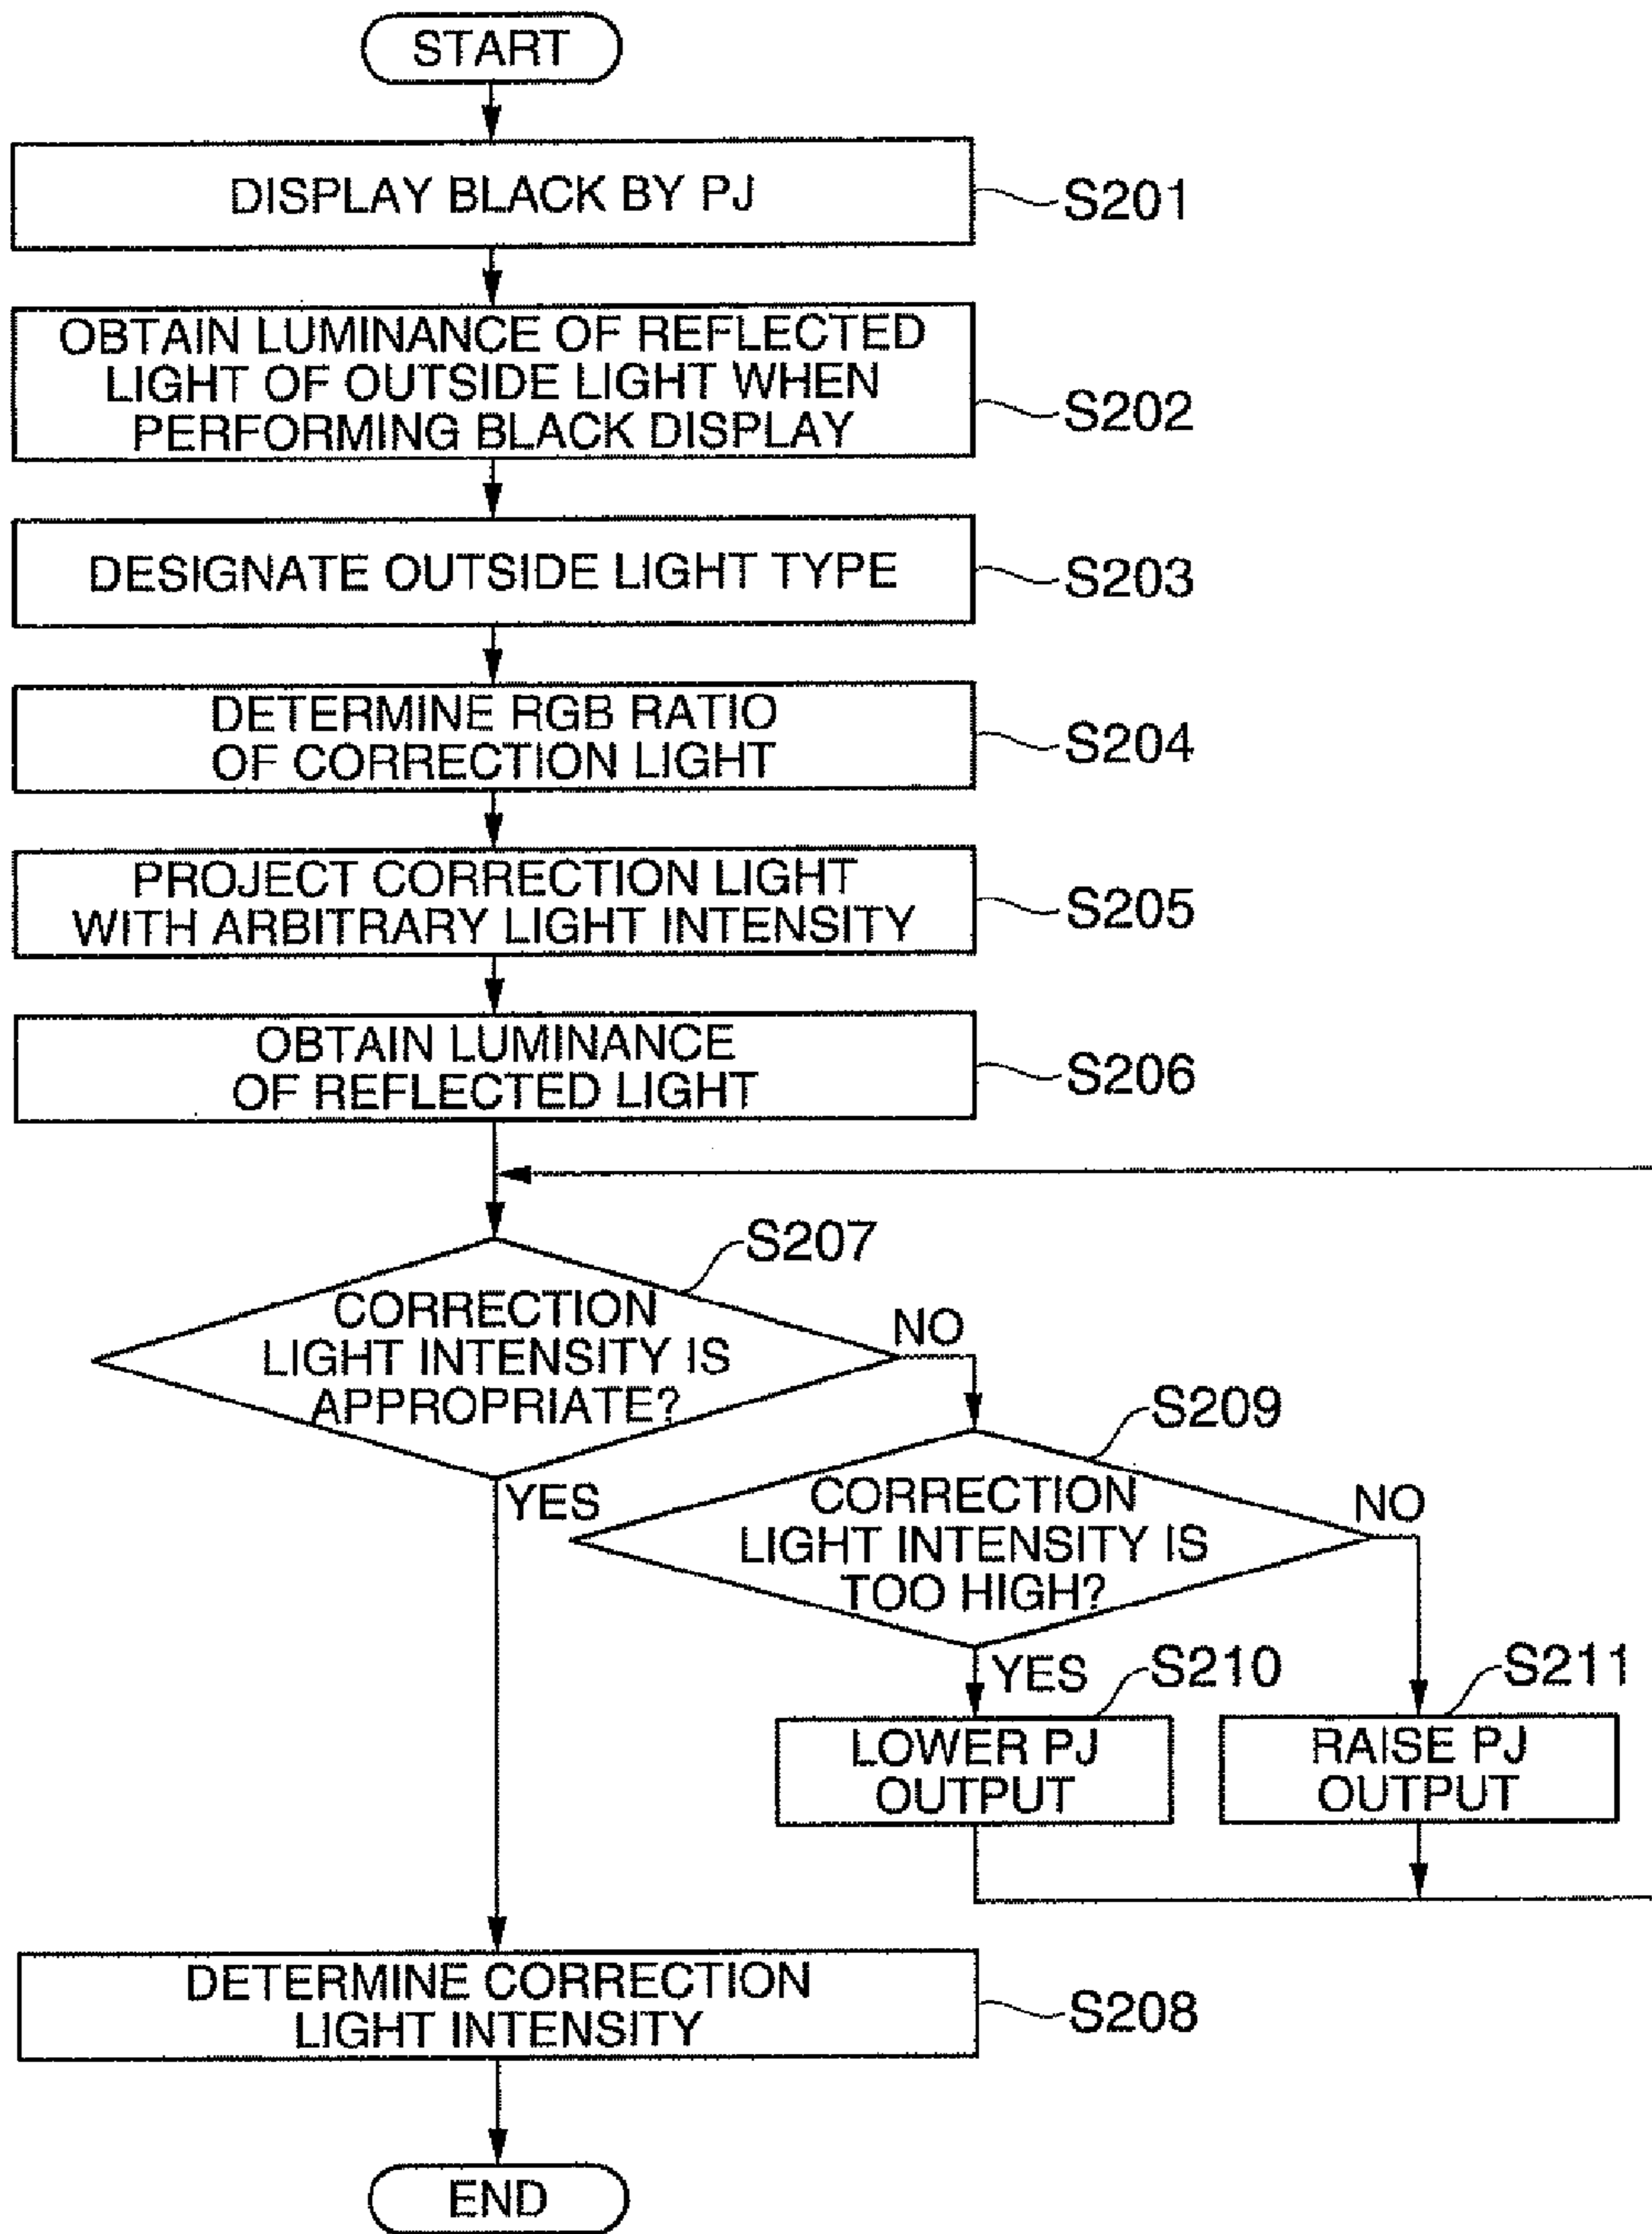 START
DISPLAY BLACK BY PJ
S201
OBTAIN LUMINANCE OF REFLECTED
LIGHT OF OUTSIDE LIGHT WHEN
PERFORMING BLACK DISPLAY
S202
DESIGNATE OUTSIDE LIGHT TYPE
S203
DETERMINE RGB RATIO
OF CORRECTION LIGHT
S204
PROJECT CORRECTION LIGHT
WITH ARBITRARY LIGHT INTENSITY
S205
OBTAIN LUMINANCE
OF REFLECTED LIGHT
S206
S207
CORRECTION
LIGHT INTENSITY IS
APPROPRIATE?
NO
YES
S209
CORRECTION
LIGHT INTENSITY IS
TOO HIGH?
NO
YES
S210
LOWER PJ
OUTPUT
S211
RAISE PJ
OUTPUT
DETERMINE CORRECTION
LIGHT INTENSITY
S208
END